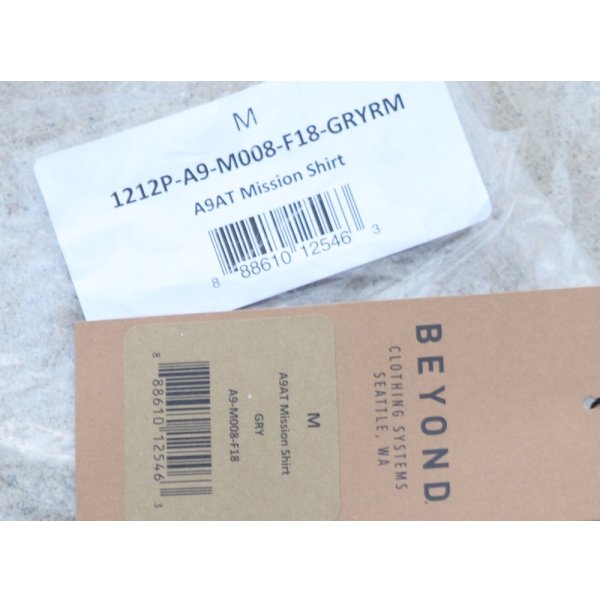 M
1212P-A9-M008-F18-GRYRM
A9AT Mission Shirt
8 88610 12546 3
M
A9AT Mission Shirt
GRY
A9-M008-F18
8 88610 12546 3
BEYOND
CLOTHING SYSTEMS
SEATTLE, WA